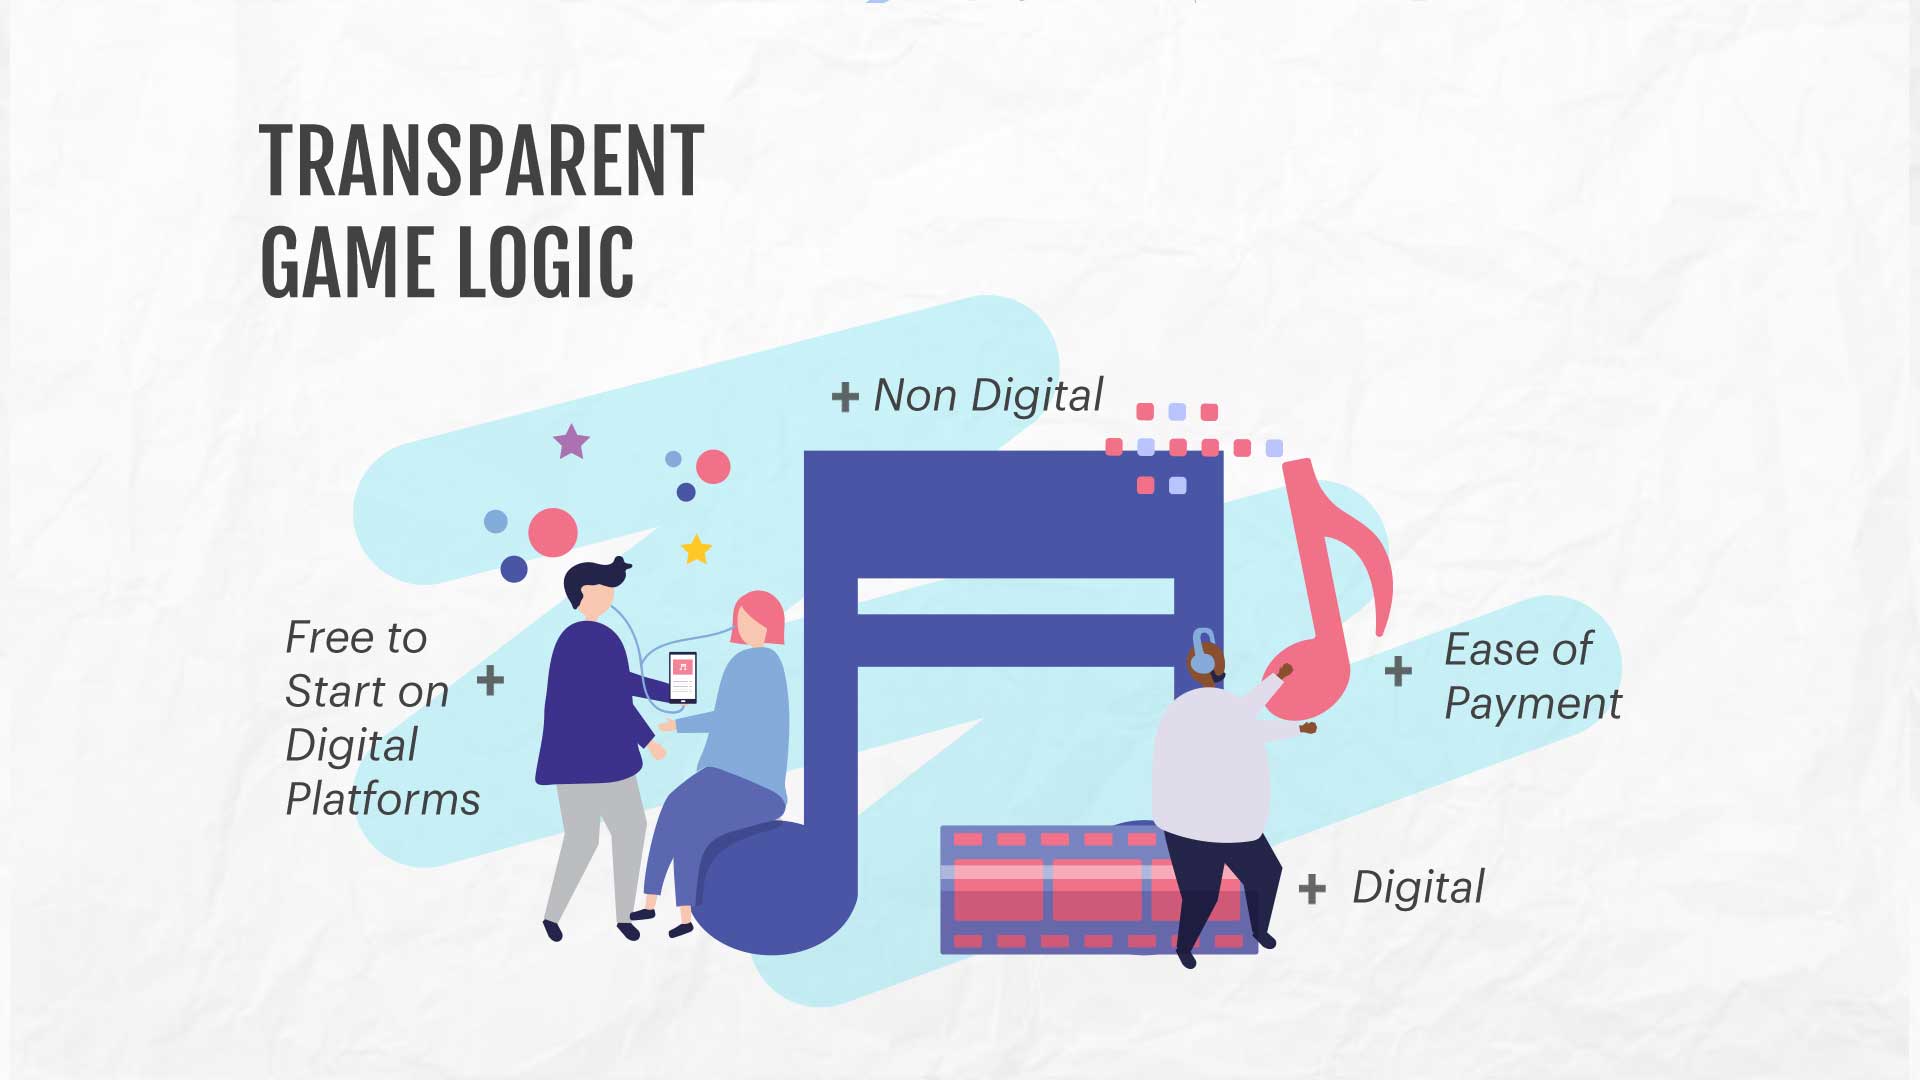 TRANSPARENT
GAME LOGIC
+ Non Digital
Free to
Start on
Digital
Platforms
+
+
Ease of
Payment
+ Digital